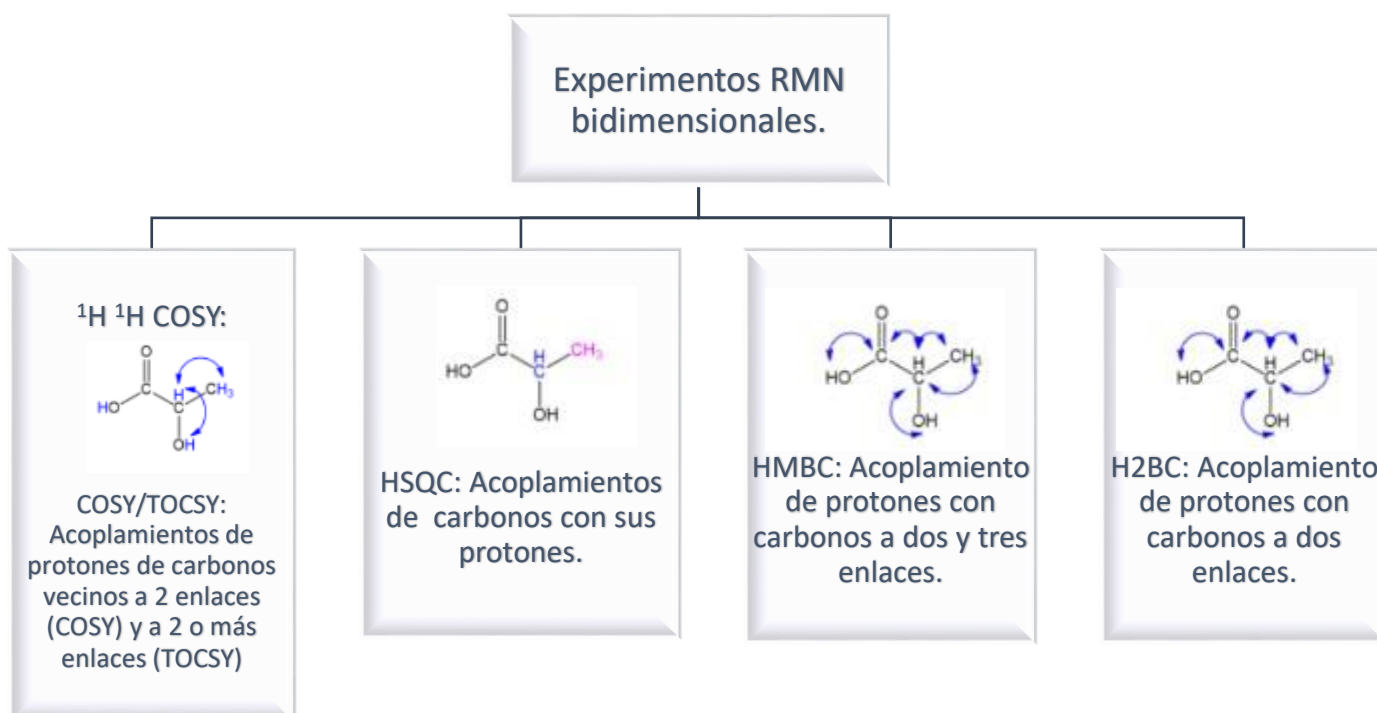 Experimentos RMN
bidimensionales.
¹H ¹H COSY:
O
C
H
CH₃
HO
C
OH
COSY/TOCSY:
Acoplamientos de
protones de carbonos
vecinos a 2 enlaces
(COSY) y a 2 o más
enlaces (TOCSY)
O
C
H
CH₃
HO
C
OH
HSQC: Acoplamientos
de carbonos con sus
protones.
O
C
H
CH₃
HO
C
OH
HMBC: Acoplamiento
de protones con
carbonos a dos y tres
enlaces.
O
C
H
CH₃
HO
C
OH
H2BC: Acoplamiento
de protones con
carbonos a dos
enlaces.